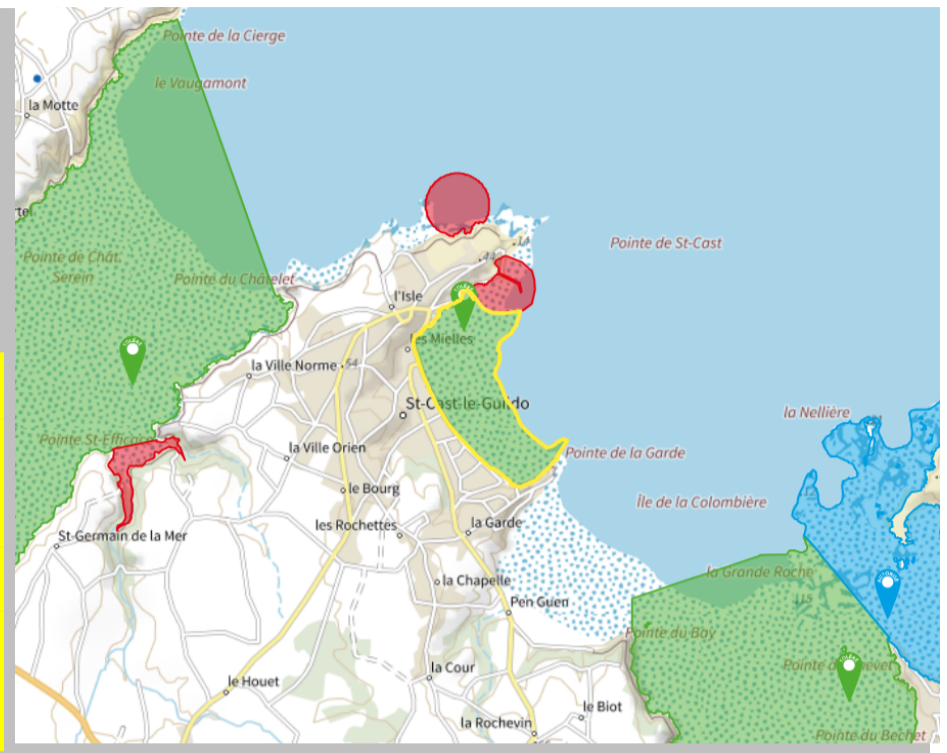 Pointe de la Cierge
le Vaugamont
la Motte
Pointe de Chât.
Serein
Pointe du Châtelet
Pointe de St-Cast
l'Isle
les Mielles
la Ville Norme
54
St-Cast-le-Guildo
la Nellière
Pointe St-Efficace
la Ville Orien
Pointe de la Garde
le Bourg
Île de la Colombière
les Rochettes
la Garde
St-Germain de la Mer
la Grande Roche
la Chapelle
Pen Guen
Pointe du Bay
la Cour
le Houet
le Biot
la Rochevin
Pointe du Bechet